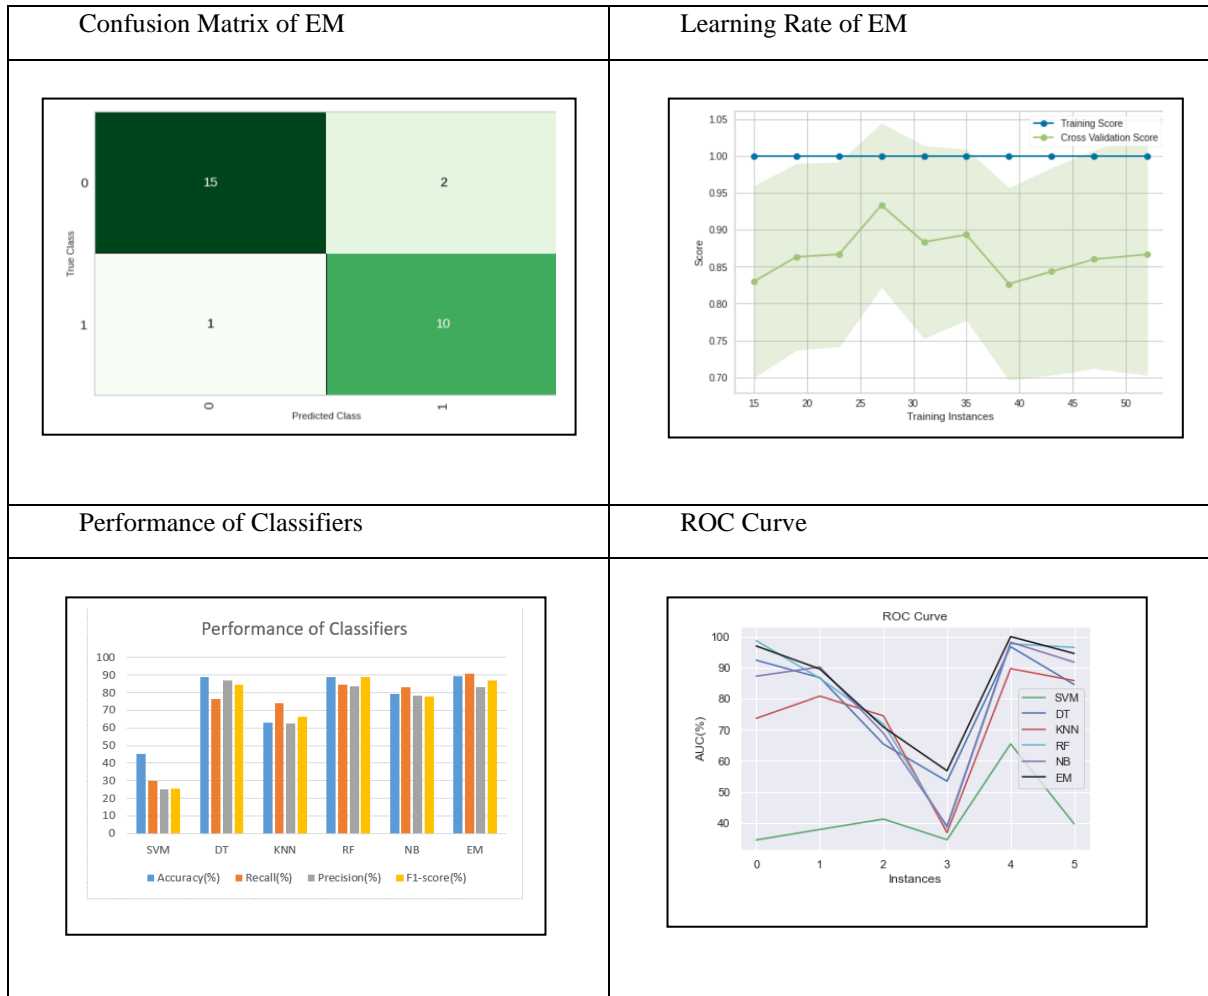 Confusion Matrix of EM
Learning Rate of EM
0
15
2
True Class
1
1
10
0
1
Predicted Class
1.05
1.00
0.95
0.90
0.85
0.80
0.75
0.70
Score
Training Score
Cross Validation Score
15
20
25
30
35
40
45
50
Training Instances
Performance of Classifiers
ROC Curve
Performance of Classifiers
100
90
80
70
60
50
40
30
20
10
0
SVM
DT
KNN
RF
NB
EM
Accuracy(%)
Recall(%)
Precision(%)
F1-score(%)
ROC Curve
100
90
80
70
60
50
40
AUC(%)
SVM
DT
KNN
RF
NB
EM
0
1
2
3
4
5
Instances